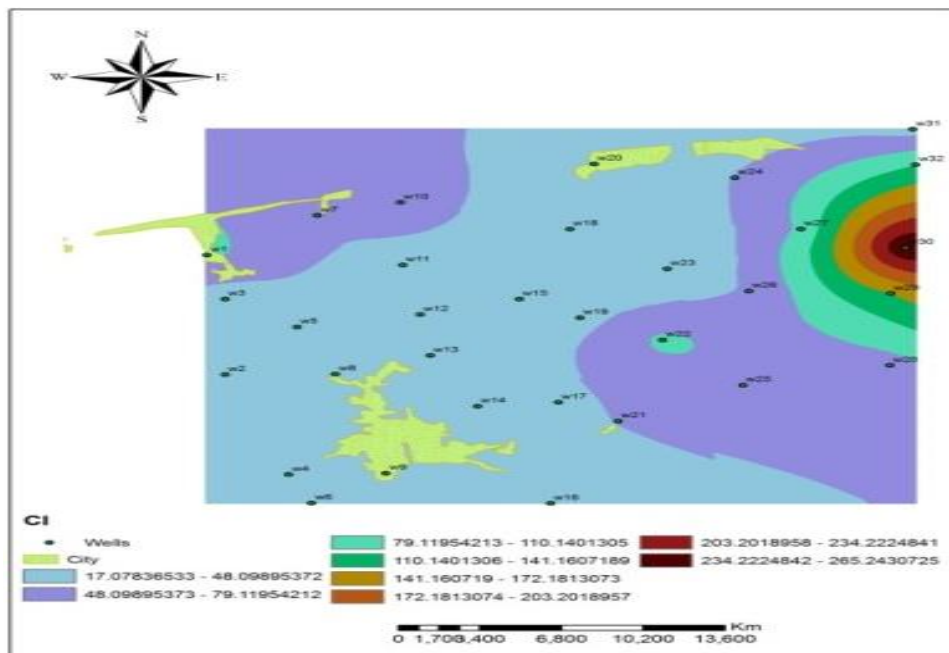 N
W E
S
w31
w20
w32
w24
w10
w7
w18
w27
w1
w30
w11
w23
w3
w15
w26
w29
w12
w19
w5
w22
w13
w2
w8
w28
w25
w14
w17
w21
w4
w9
w6
w16
Cl
Wells
City
17.07836533 - 48.09895372
48.09895373 - 79.11954212
79.11954213 - 110.1401305
110.1401306 - 141.1607189
141.160719 - 172.1813073
172.1813074 - 203.2018957
203.2018958 - 234.2224841
234.2224842 - 265.2430725
Km
0 1,700 3,400 6,800 10,200 13,600